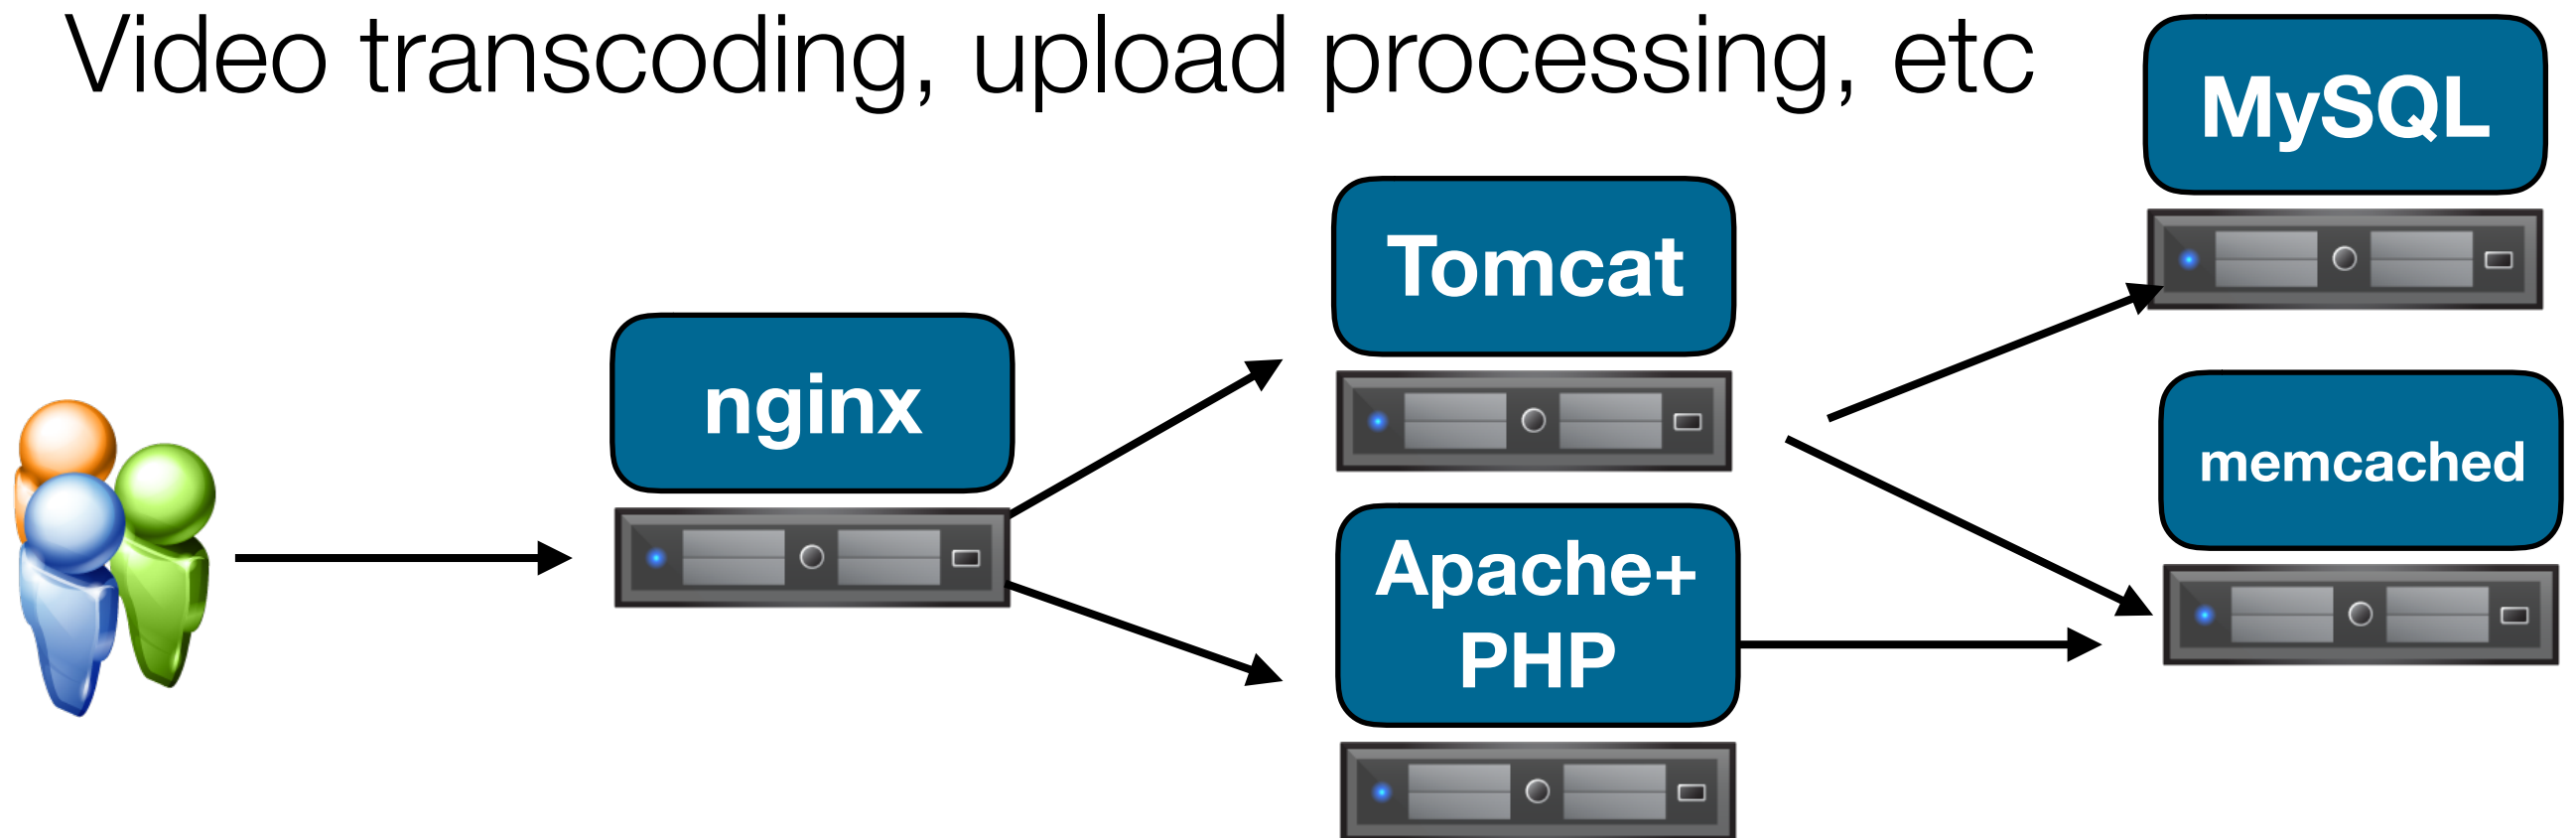 Video transcoding, upload processing, etc
MySQL
Tomcat
nginx
memcached
Apache+
PHP